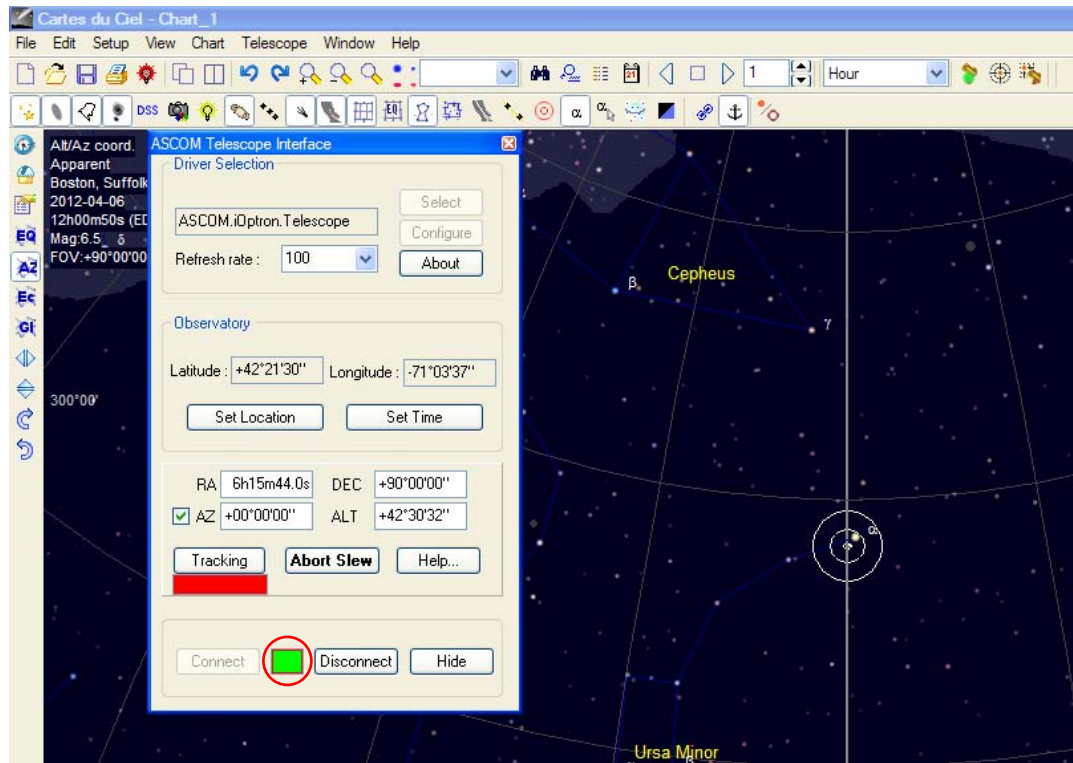 Cartes du Ciel - Chart_1
File Edit Setup View Chart Telescope Window Help
21 1 Hour
DSS EQ α α
Alt/Az coord.
Apparent
Boston, Suffolk
2012-04-06
12h00m50s (ED
Mag:6.5 δ
FOV:+90°00'00
EQ
AZ
Ec
Gl
300°00'
ASCOM Telescope Interface
Driver Selection
ASCOM.iOptron.Telescope
Select
Configure
Refresh rate : 100
About
Observatory
Latitude : +42°21'30" Longitude : -71°03'37"
Set Location Set Time
RA 6h15m44.0s DEC +90°00'00"
AZ +00°00'00" ALT +42°30'32"
Tracking Abort Slew Help...
Connect Disconnect Hide
Cepheus
β
γ
α
Ursa Minor